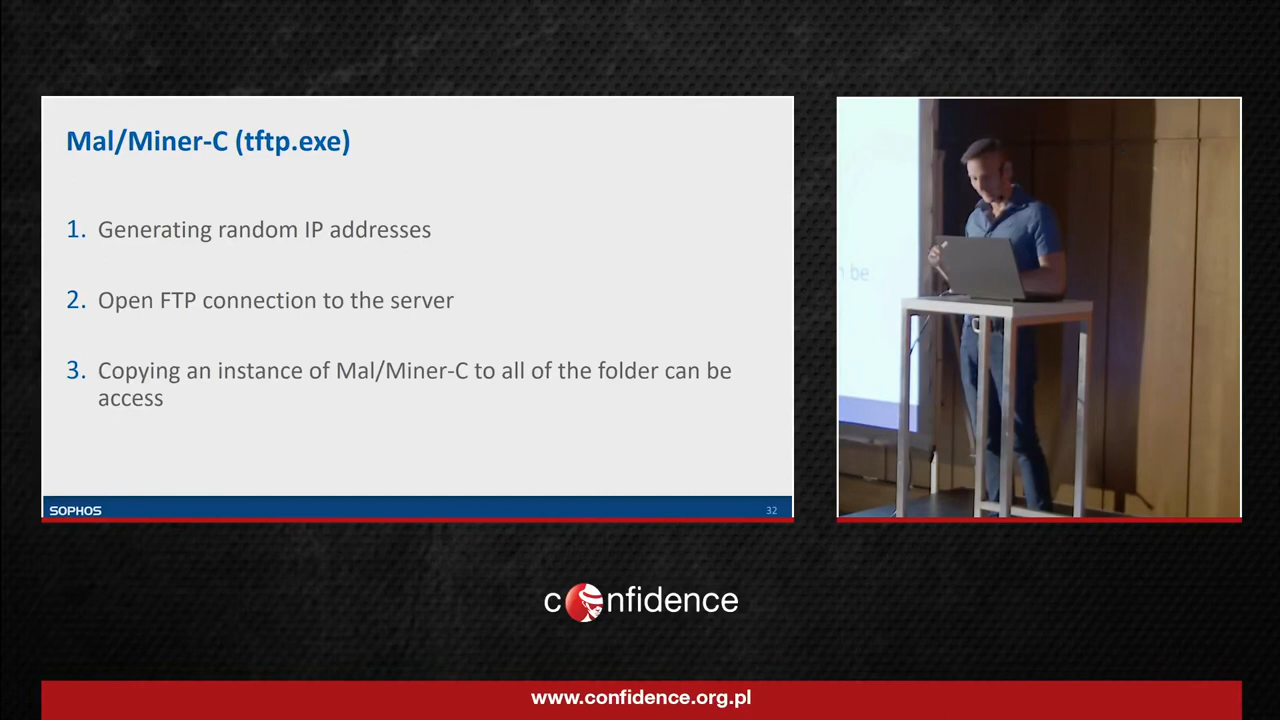 Mal/Miner-C (tftp.exe)
1. Generating random IP addresses
2. Open FTP connection to the server
3. Copying an instance of Mal/Miner-C to all of the folder can be
access
SOPHOS
32
n be
confidence
www.confidence.org.pl